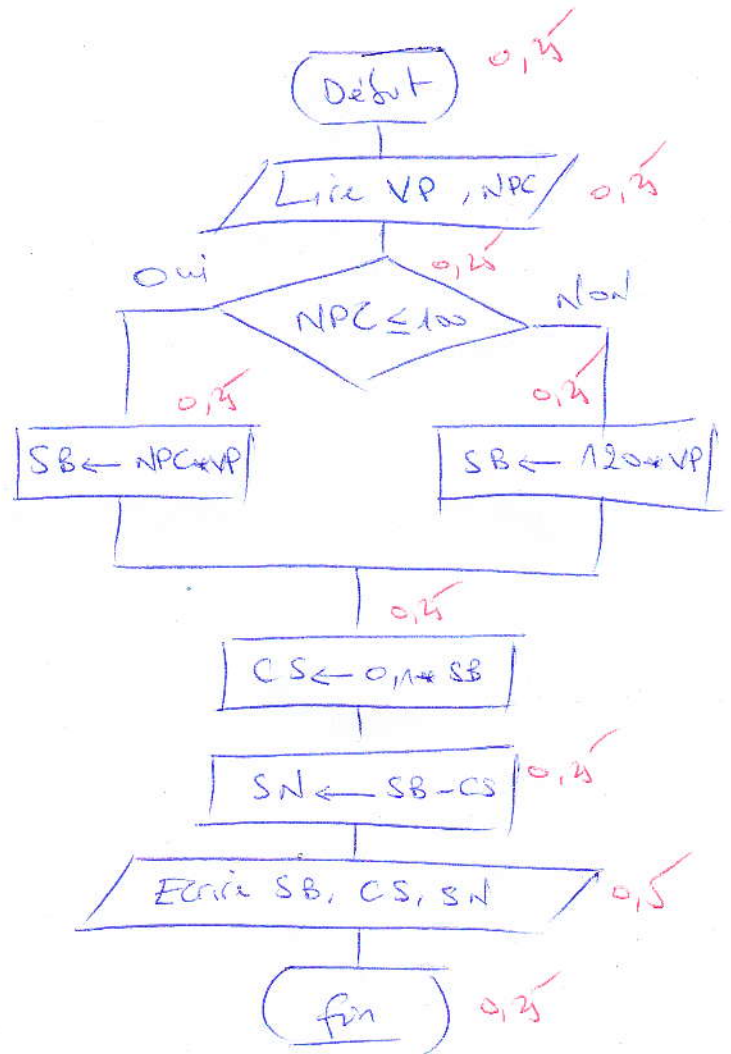 Début 0,25
Lire VP, NPC 0,25
0,25
Oui NON
NPC ≤ 100
0,25 0,25
SB ← NPC*VP SB ← 120*VP
0,25
CS ← 0,1* SB
SN ← SB-CS 0,25
Ecrire SB, CS, SN 0,5
fin 0,25